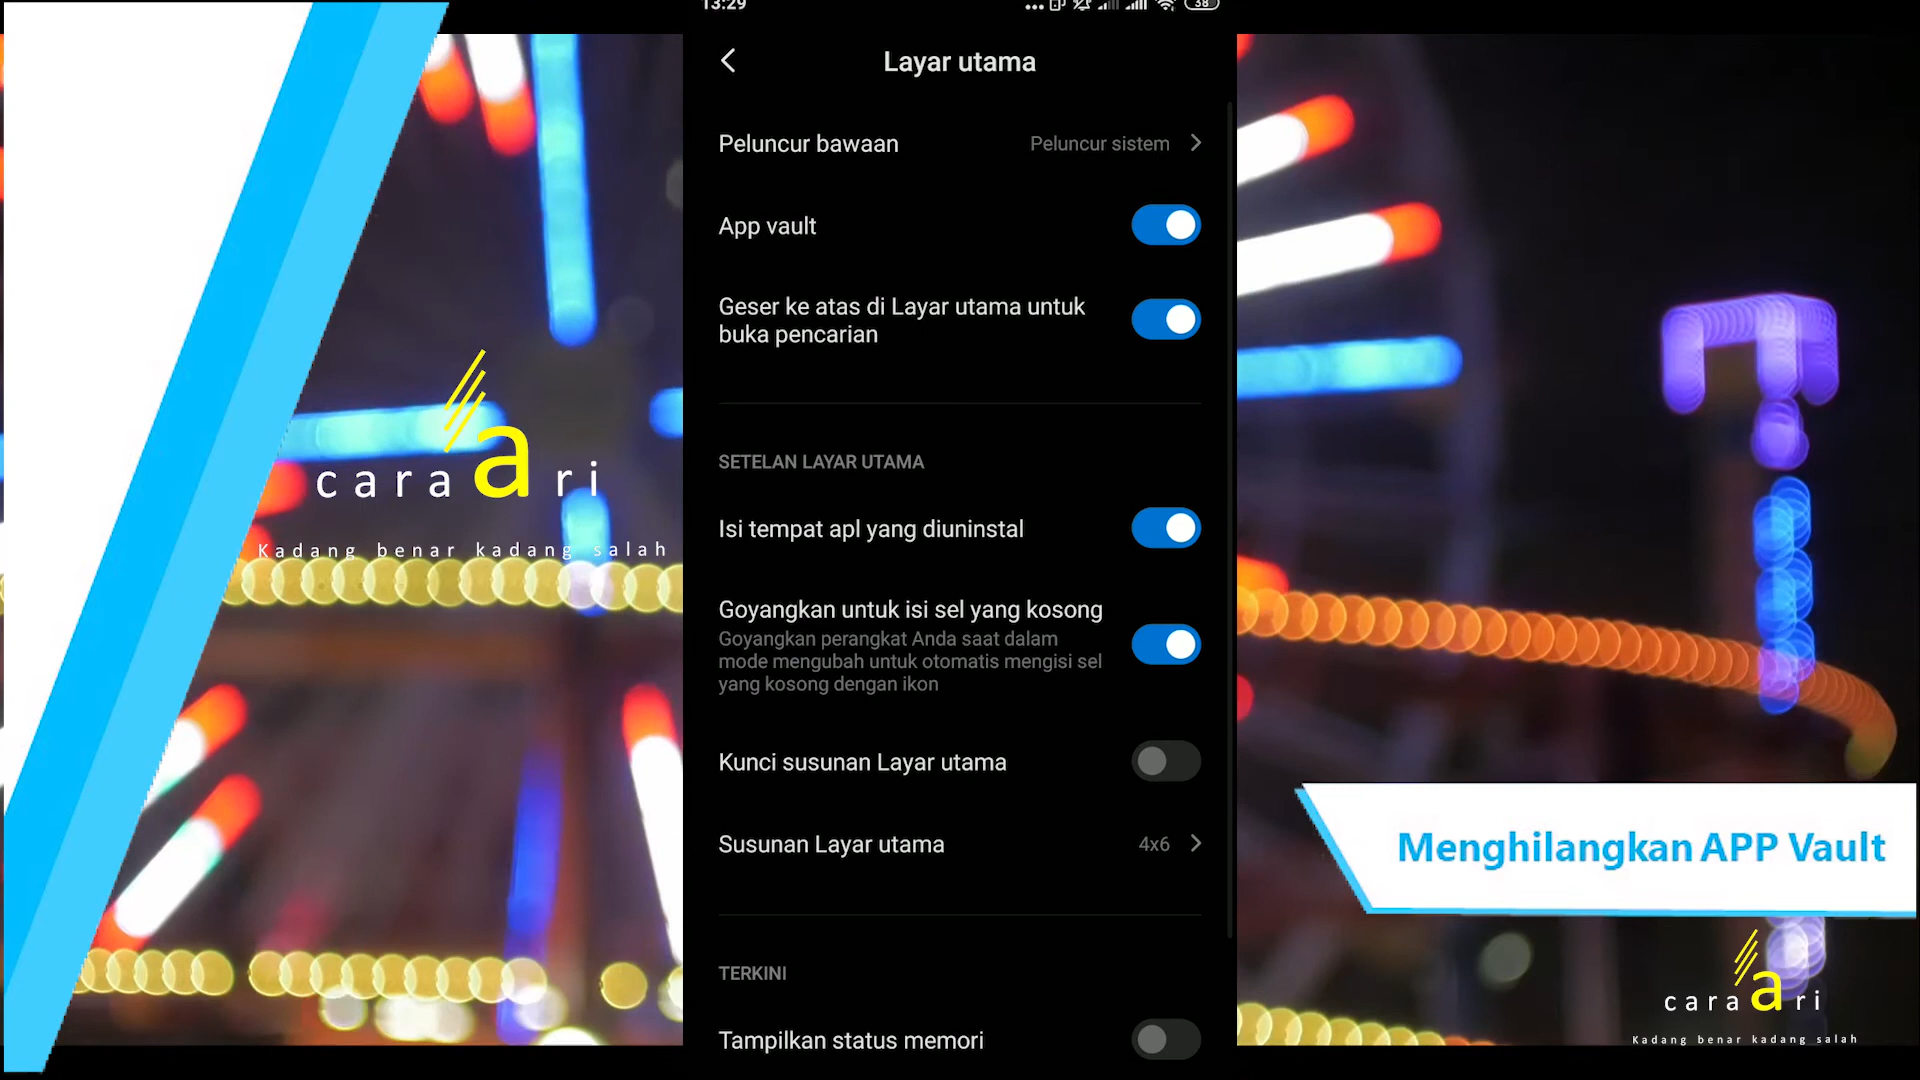 13:29
38
Layar utama
Peluncur bawaan
Peluncur sistem
App vault
Geser ke atas di Layar utama untuk
buka pencarian
SETELAN LAYAR UTAMA
Isi tempat apl yang diuninstal
Goyangkan untuk isi sel yang kosong
Goyangkan perangkat Anda saat dalam
mode mengubah untuk otomatis mengisi sel
yang kosong dengan ikon
Kunci susunan Layar utama
Susunan Layar utama
4x6
TERKINI
Tampilkan status memori
cara a ri
Kadang benar kadang salah
Menghilangkan APP Vault
cara a ri
Kadang benar kadang salah